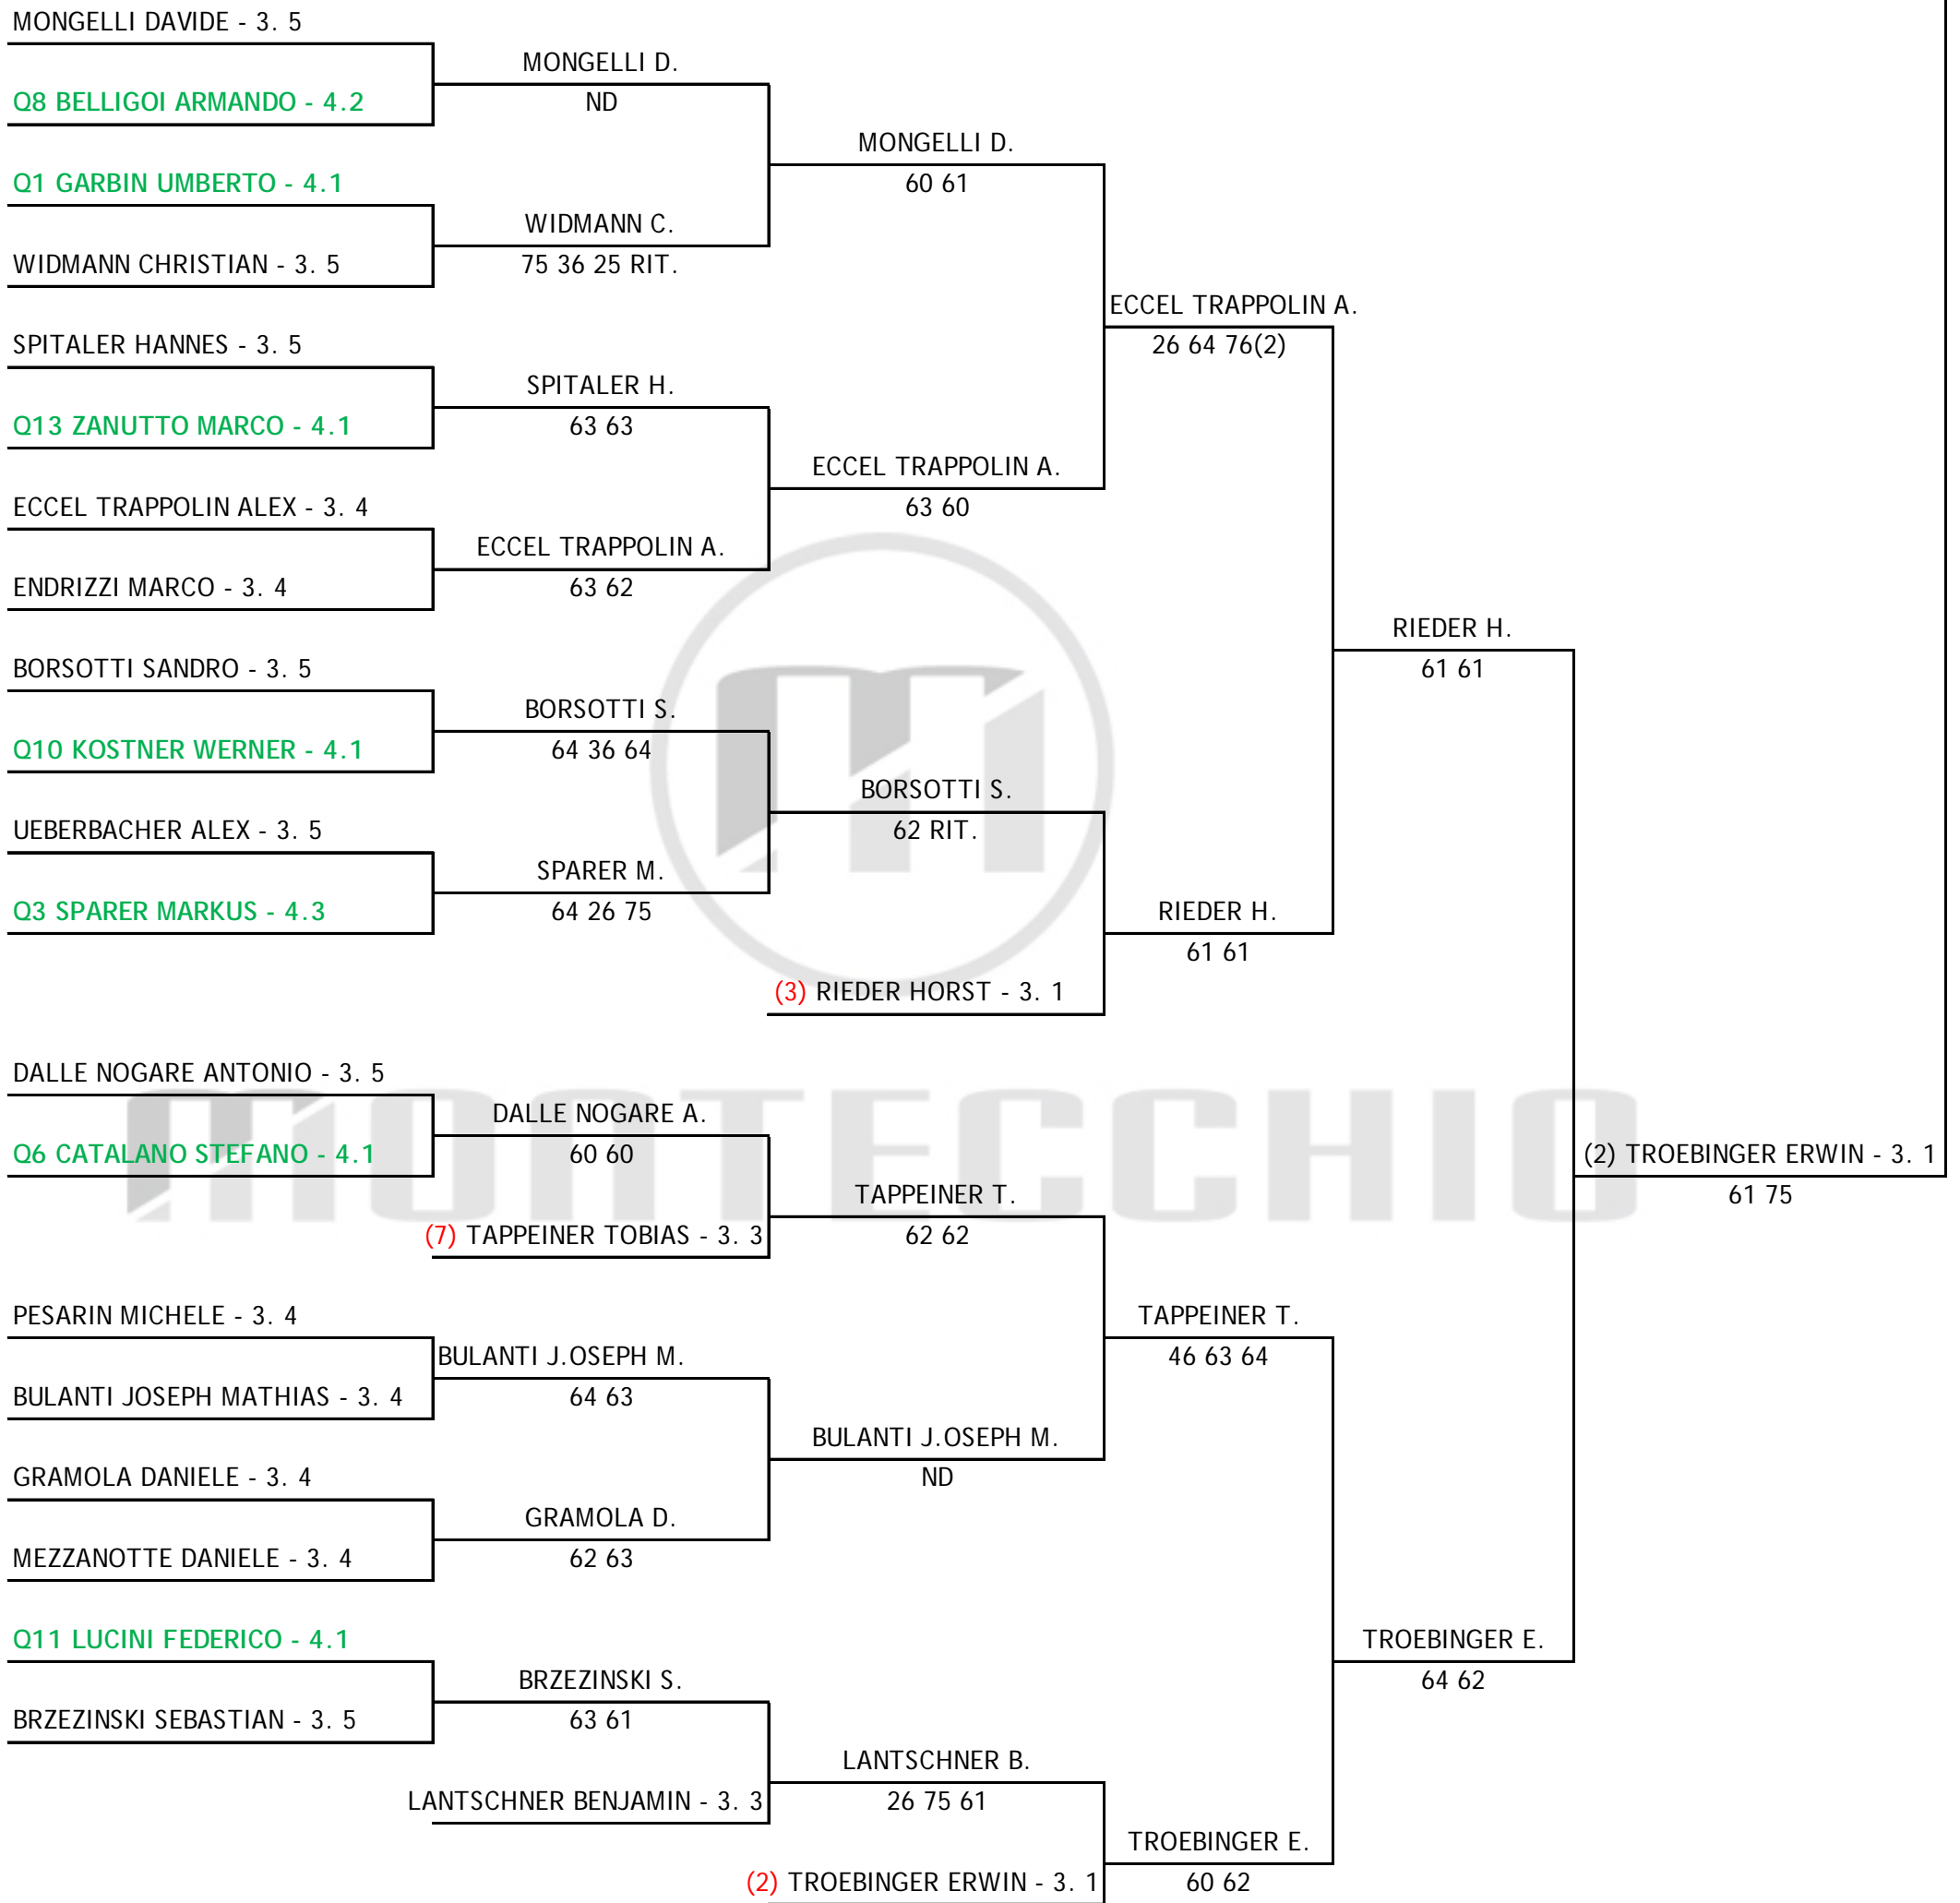 MONGELLI DAVIDE - 3. 5
MONGELLI D.
Q8 BELLIGOI ARMANDO - 4.2
ND
MONGELLI D.
Q1 GARBIN UMBERTO - 4.1
60 61
WIDMANN C.
WIDMANN CHRISTIAN - 3. 5
75 36 25 RIT.
ECCEL TRAPPOLIN A.
SPITALER HANNES - 3. 5
26 64 76(2)
SPITALER H.
Q13 ZANUTTO MARCO - 4.1
63 63
ECCEL TRAPPOLIN A.
ECCEL TRAPPOLIN ALEX - 3. 4
63 60
ECCEL TRAPPOLIN A.
ENDRIZZI MARCO - 3. 4
63 62
RIEDER H.
BORSOTTI SANDRO - 3. 5
61 61
BORSOTTI S.
Q10 KOSTNER WERNER - 4.1
64 36 64
BORSOTTI S.
UEBERBACHER ALEX - 3. 5
62 RIT.
SPARER M.
Q3 SPARER MARKUS - 4.3
64 26 75
RIEDER H.
61 61
(3) RIEDER HORST - 3. 1
DALLE NOGARE ANTONIO - 3. 5
DALLE NOGARE A.
MONTECCHIO
Q6 CATALANO STEFANO - 4.1
60 60
(2) TROEBINGER ERWIN - 3. 1
TAPPEINER T.
61 75
(7) TAPPEINER TOBIAS - 3. 3
62 62
PESARIN MICHELE - 3. 4
TAPPEINER T.
BULANTI J.OSEPH M.
46 63 64
BULANTI JOSEPH MATHIAS - 3. 4
64 63
BULANTI J.OSEPH M.
GRAMOLA DANIELE - 3. 4
ND
GRAMOLA D.
MEZZANOTTE DANIELE - 3. 4
62 63
Q11 LUCINI FEDERICO - 4.1
TROEBINGER E.
BRZEZINSKI S.
64 62
BRZEZINSKI SEBASTIAN - 3. 5
63 61
LANTSCHNER B.
LANTSCHNER BENJAMIN - 3. 3
26 75 61
TROEBINGER E.
(2) TROEBINGER ERWIN - 3. 1
60 62